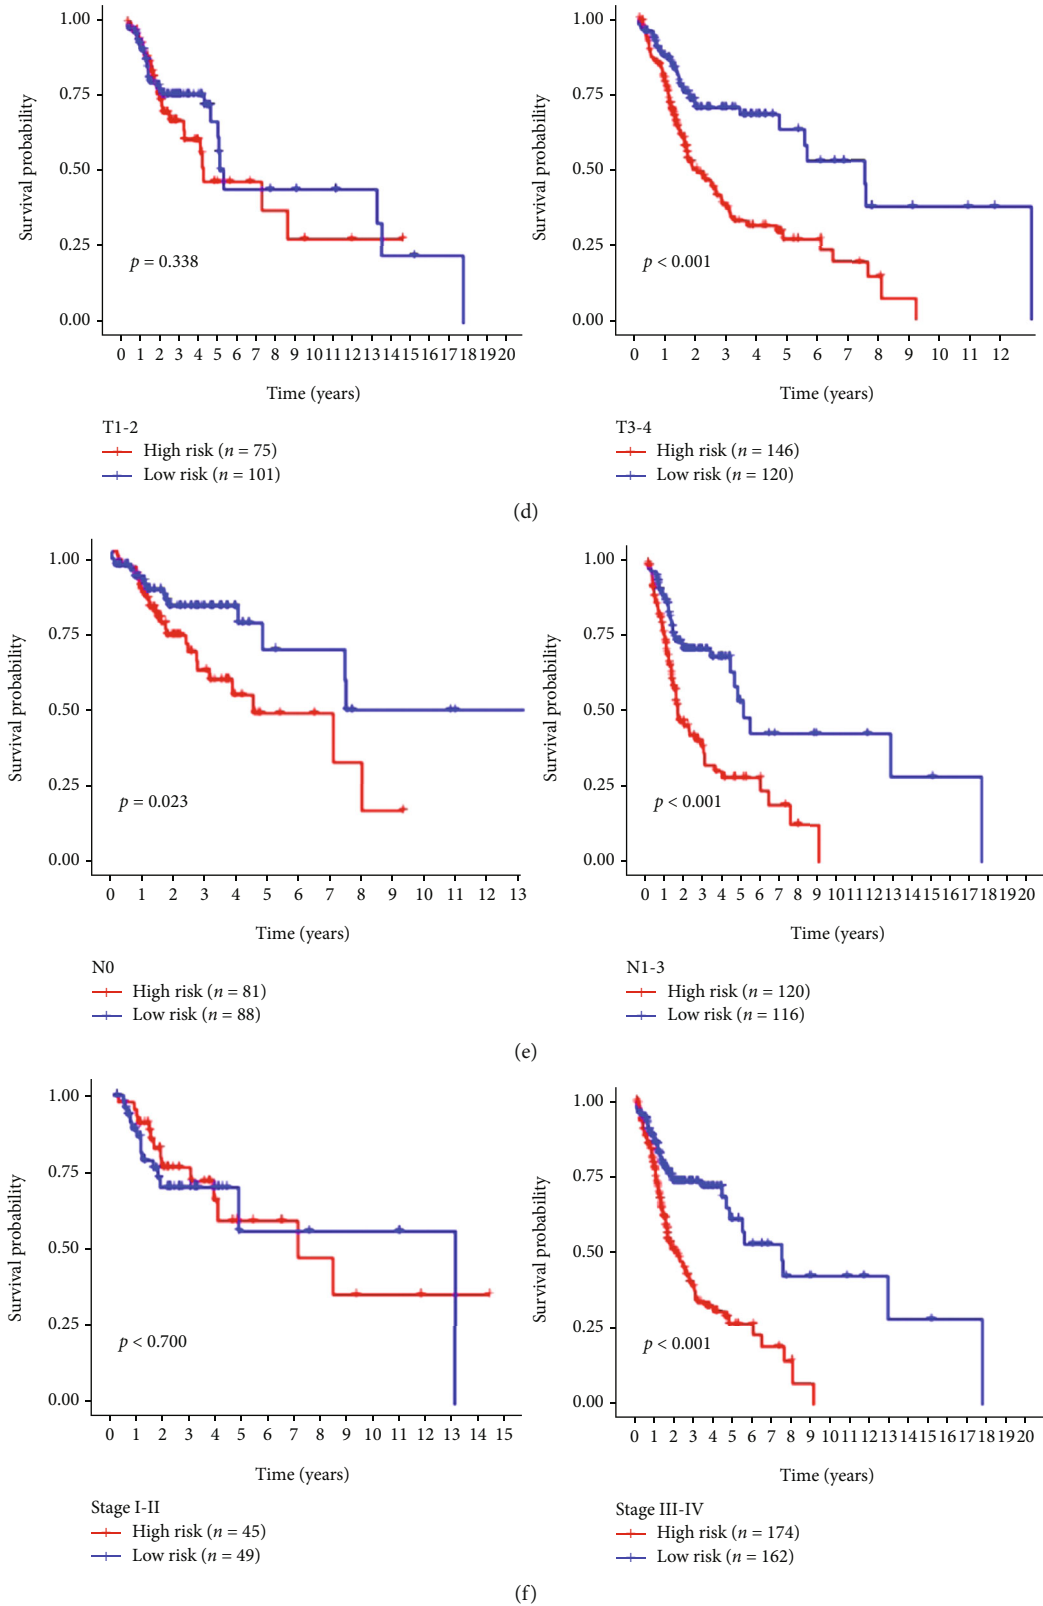 1.00
0.75
0.50
0.25
0.00
Survival probability
p = 0.338
0 1 2 3 4 5 6 7 8 9 10 11 12 13 14 15 16 17 18 19 20
Time (years)
T1-2
High risk (n = 75)
Low risk (n = 101)
1.00
0.75
0.50
0.25
0.00
Survival probability
p < 0.001
0 1 2 3 4 5 6 7 8 9 10 11 12
Time (years)
T3-4
High risk (n = 146)
Low risk (n = 120)
(d)
1.00
0.75
0.50
0.25
0.00
Survival probability
p = 0.023
0 1 2 3 4 5 6 7 8 9 10 11 12 13
Time (years)
N0
High risk (n = 81)
Low risk (n = 88)
1.00
0.75
0.50
0.25
0.00
Survival probability
p < 0.001
0 1 2 3 4 5 6 7 8 9 10 11 12 13 14 15 16 17 18 19 20
Time (years)
N1-3
High risk (n = 120)
Low risk (n = 116)
(e)
1.00
0.75
0.50
0.25
0.00
Survival probability
p < 0.700
0 1 2 3 4 5 6 7 8 9 10 11 12 13 14 15
Time (years)
Stage I-II
High risk (n = 45)
Low risk (n = 49)
1.00
0.75
0.50
0.25
0.00
Survival probability
p < 0.001
0 1 2 3 4 5 6 7 8 9 10 11 12 13 14 15 16 17 18 19 20
Time (years)
Stage III-IV
High risk (n = 174)
Low risk (n = 162)
(f)